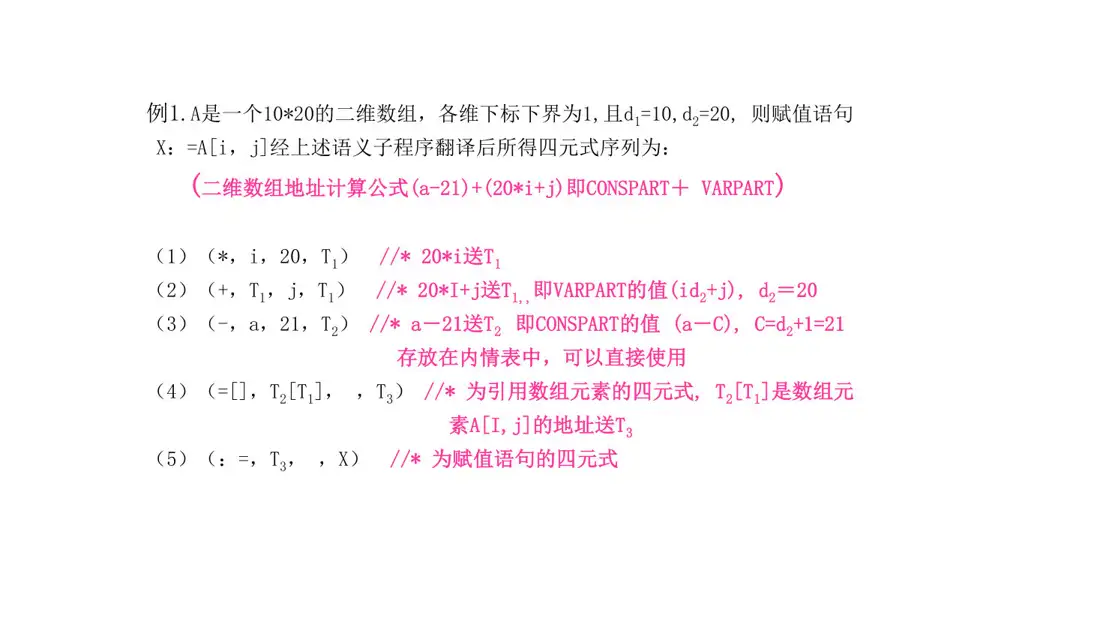 例1.A是一个10*20的二维数组，各维下标下界为1,且d₁=10,d₂=20, 则赋值语句
X：=A[i，j]经上述语义子程序翻译后所得四元式序列为：
(二维数组地址计算公式(a-21)+(20*i+j)即CONSPART＋ VARPART)
（1）（*，i，20，T₁） //* 20*i送T₁
（2）（+，T₁，j，T₁） //* 20*I+j送T₁,,即VARPART的值(id₂+j), d₂＝20
（3）（-，a，21，T₂） //* a－21送T₂ 即CONSPART的值 (a－C), C=d₂+1=21
存放在内情表中，可以直接使用
（4）（=[]，T₂[T₁]， ，T₃） //* 为引用数组元素的四元式, T₂[T₁]是数组元
素A[I,j]的地址送T₃
（5）（：=，T₃， ，X） //* 为赋值语句的四元式